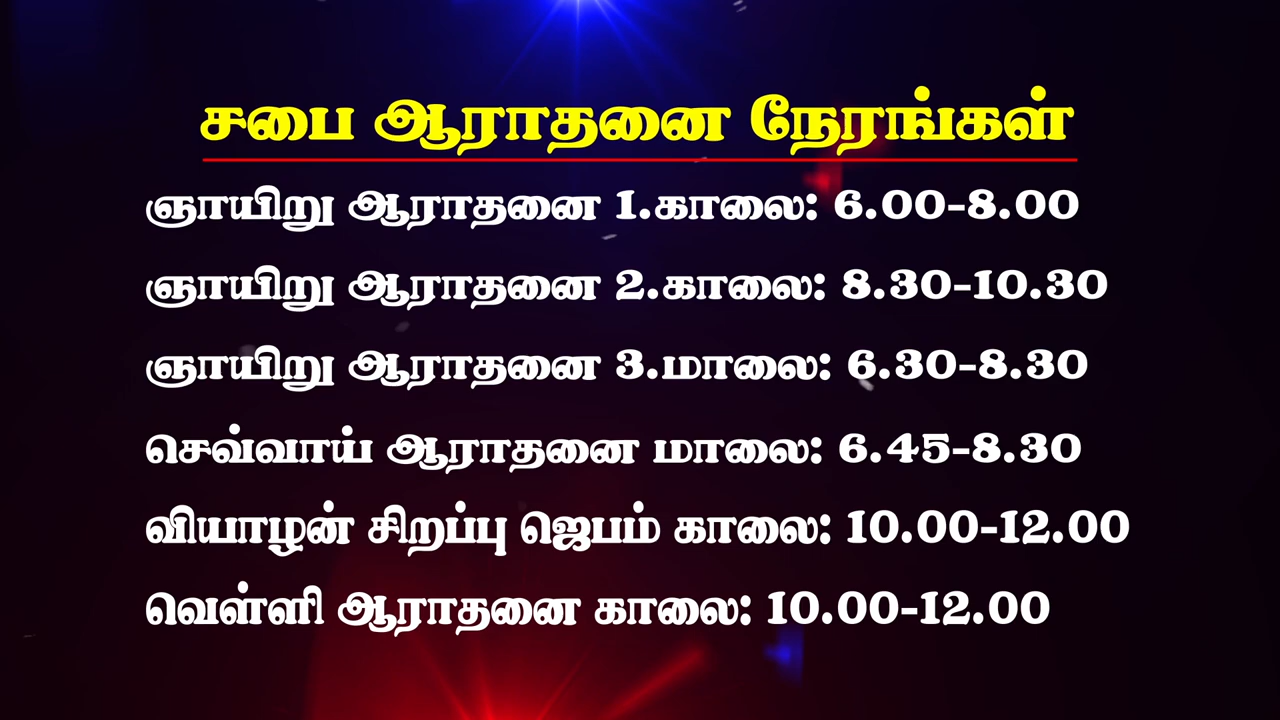 சபை ஆராதனை நேரங்கள்
ஞாயிறு ஆராதனை 1.காலை: 6.00-8.00
ஞாயிறு ஆராதனை 2.காலை: 8.30-10.30
ஞாயிறு ஆராதனை 3.மாலை: 6.30-8.30
செவ்வாய் ஆராதனை மாலை: 6.45-8.30
வியாழன் சிறப்பு ஜெபம் காலை: 10.00-12.00
வெள்ளி ஆராதனை காலை: 10.00-12.00